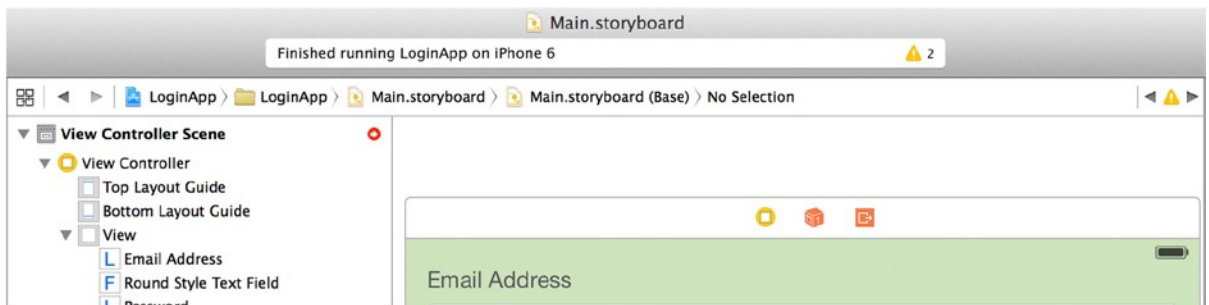 Main.storyboard
Finished running LoginApp on iPhone 6
2
LoginApp LoginApp Main.storyboard Main.storyboard (Base) No Selection
View Controller Scene
View Controller
Top Layout Guide
Bottom Layout Guide
View
L Email Address
F Round Style Text Field
L Password
Email Address